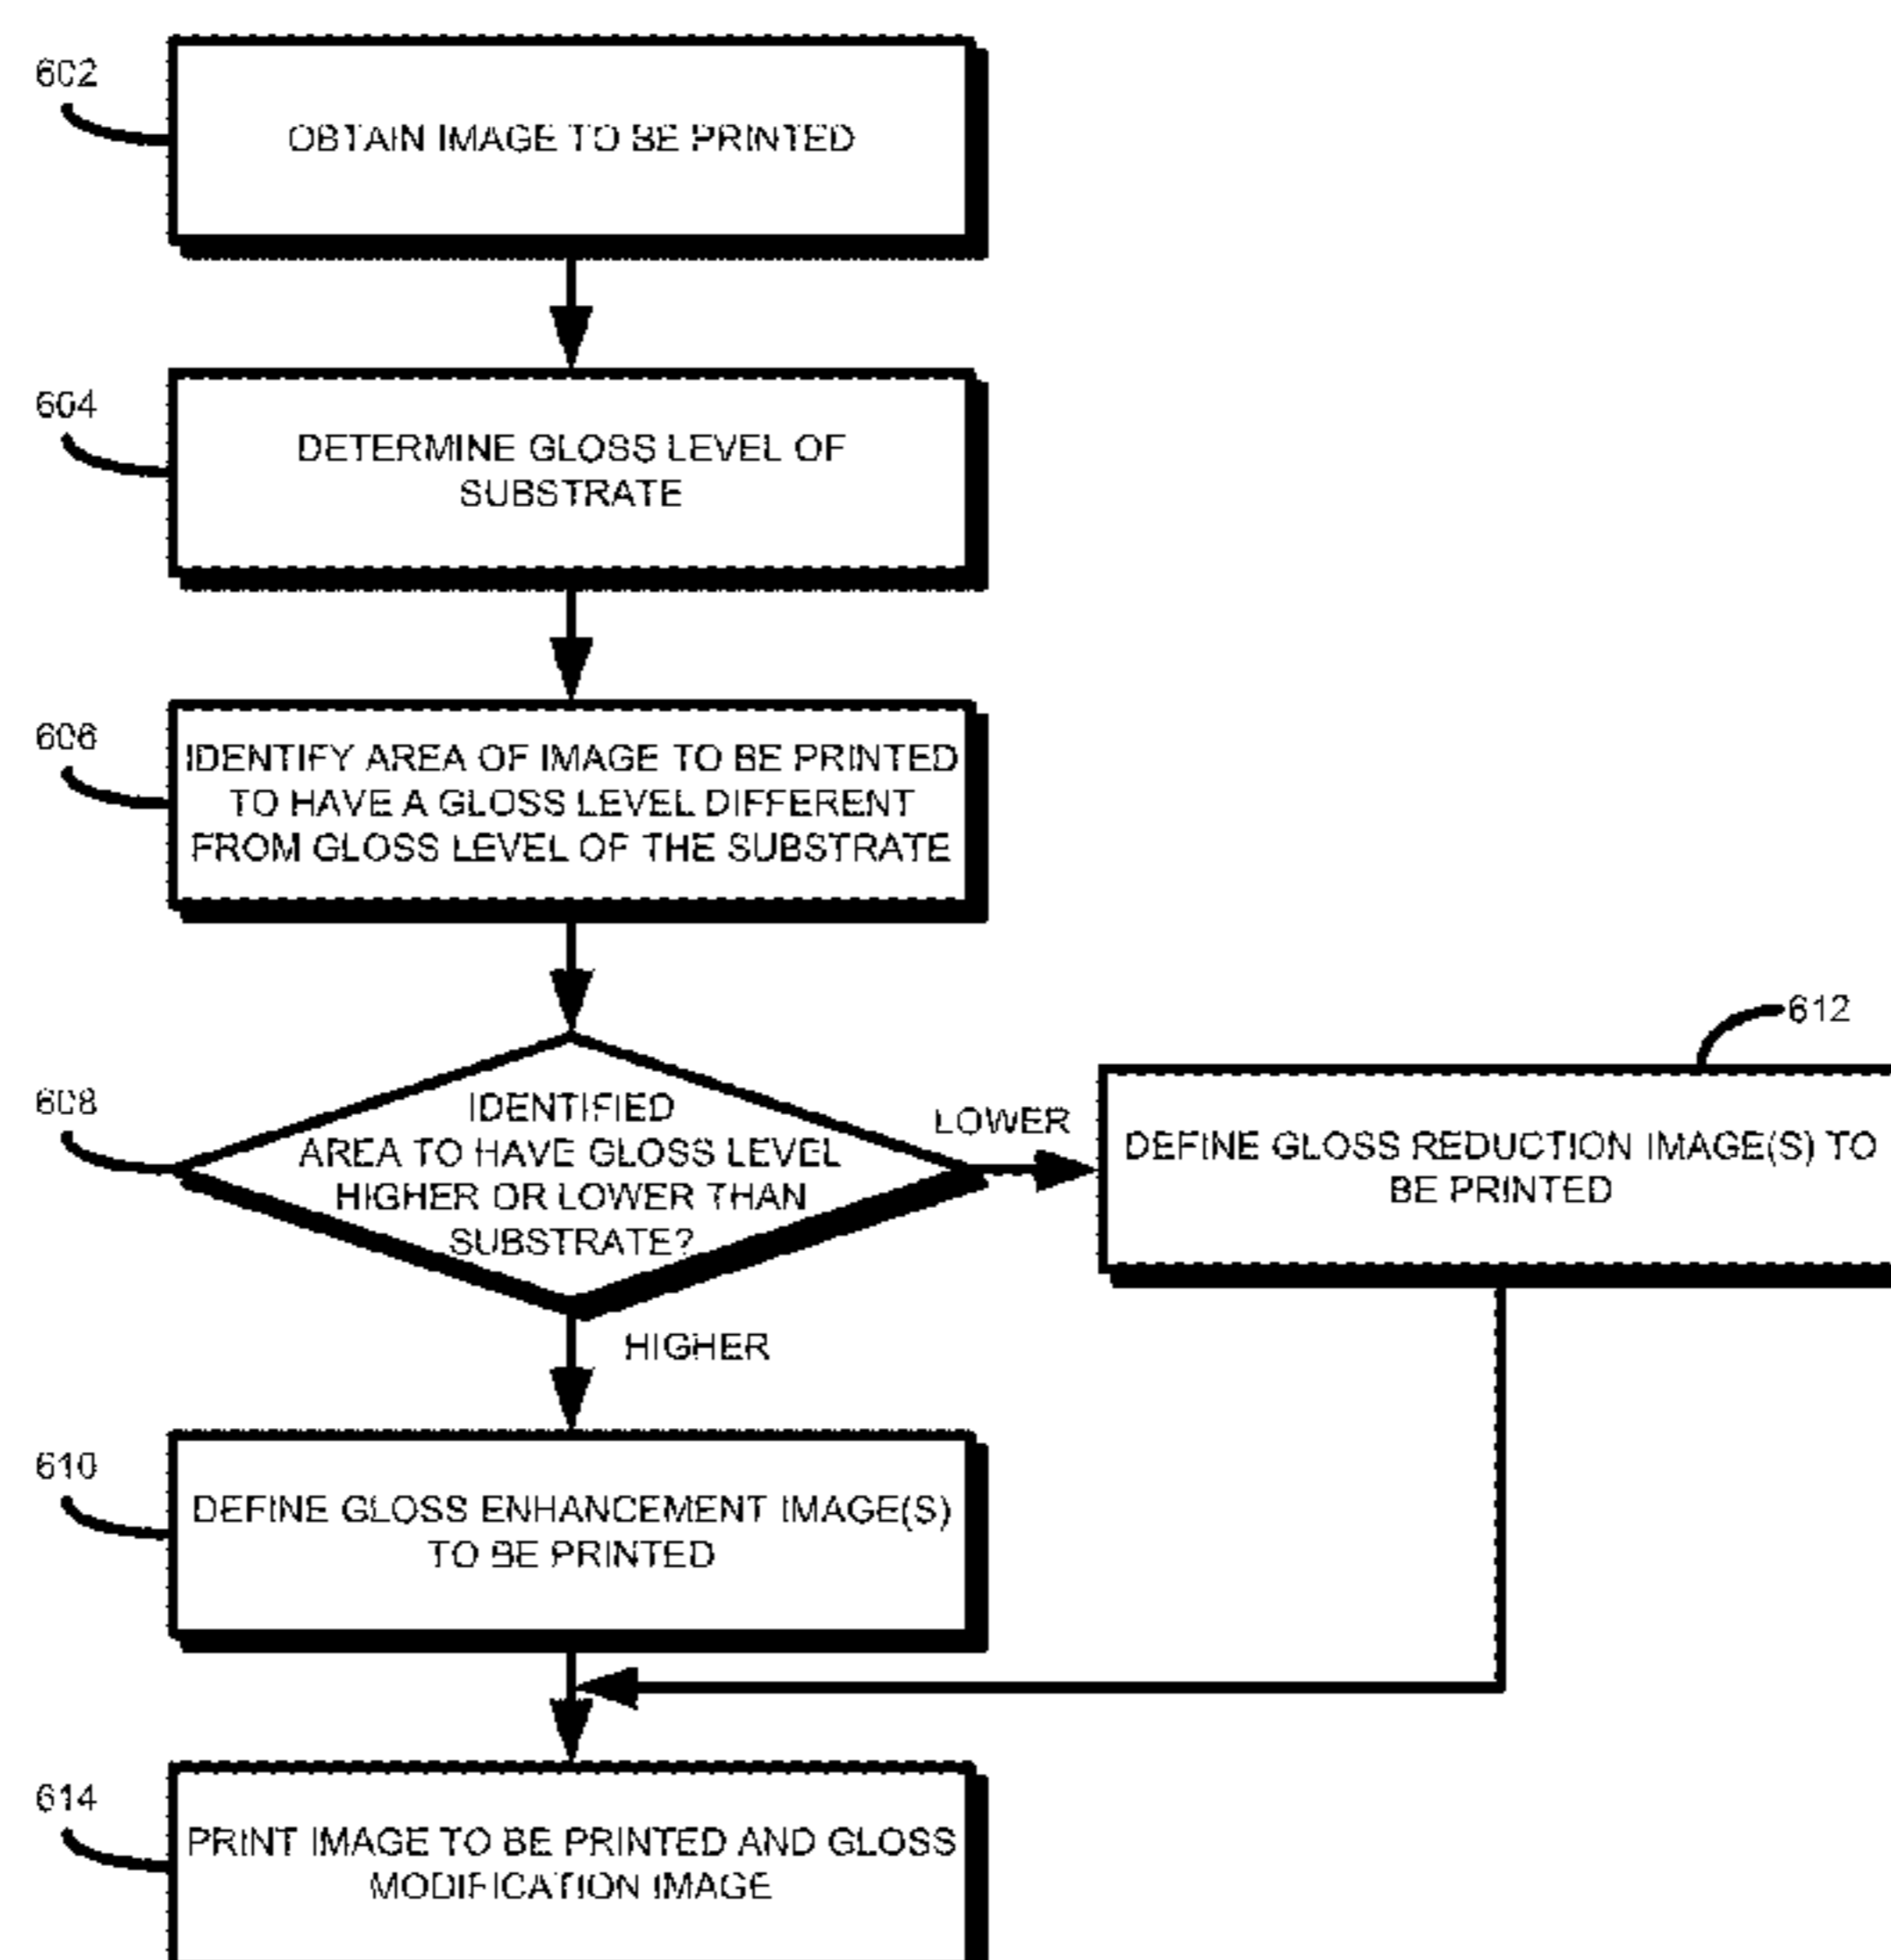 602
OBTAIN IMAGE TO BE PRINTED
604
DETERMINE GLOSS LEVEL OF
SUBSTRATE
606
IDENTIFY AREA OF IMAGE TO BE PRINTED
TO HAVE A GLOSS LEVEL DIFFERENT
FROM GLOSS LEVEL OF THE SUBSTRATE
608
IDENTIFIED
AREA TO HAVE GLOSS LEVEL
HIGHER OR LOWER THAN
SUBSTRATE?
LOWER
612
DEFINE GLOSS REDUCTION IMAGE(S) TO
BE PRINTED
HIGHER
610
DEFINE GLOSS ENHANCEMENT IMAGE(S)
TO BE PRINTED
614
PRINT IMAGE TO BE PRINTED AND GLOSS
MODIFICATION IMAGE